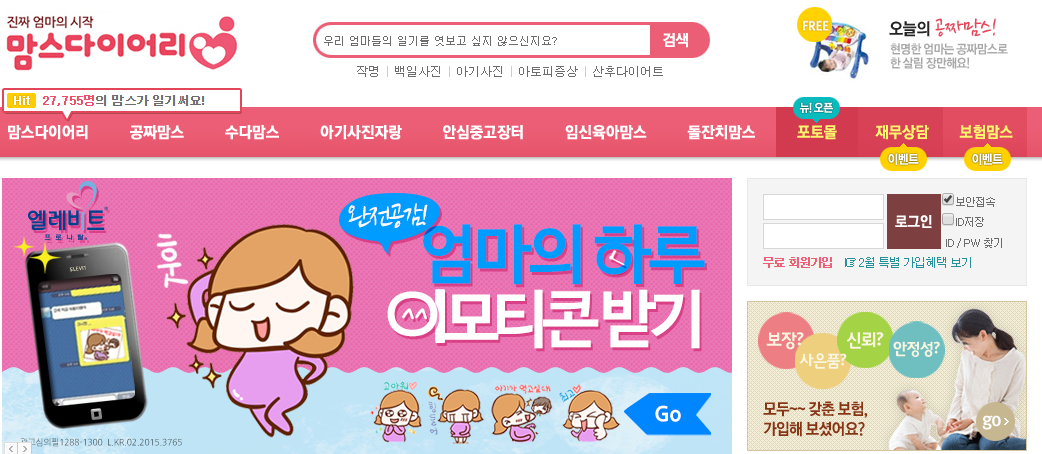 진짜 엄마의 시작
맘스다이어리
우리 엄마들의 일기를 엿보고 싶지 않으신지요?
검색
작명 | 백일사진 | 아기사진 | 아토피증상 | 산후다이어트
FREE
오늘의 공짜맘스!
현명한 엄마는 공짜맘스로
한 살림 장만해요!
Hit 27,755명의 맘스가 일기써요!
뉴! 오픈
맘스다이어리 공짜맘스 수다맘스 아기사진자랑 안심중고장터 임신육아맘스 돌잔치맘스 포토몰 재무상담 보험맘스
이벤트 이벤트
엘레비트
프로나탈
ELEVIT
후훗
완전공감!
엄마의 하루
이모티콘 받기
고마워♡
아기가 먹고싶대
최고♡
Go
1288-1300 L.KR.02.2015.3765
로그인
보안접속
ID저장
ID / PW 찾기
무료 회원가입 2월 특별 가입혜택 보기
보장?
사은품?
신뢰?
안정성?
모두~~ 갖춘 보험,
가입해 보셨어요?
go >